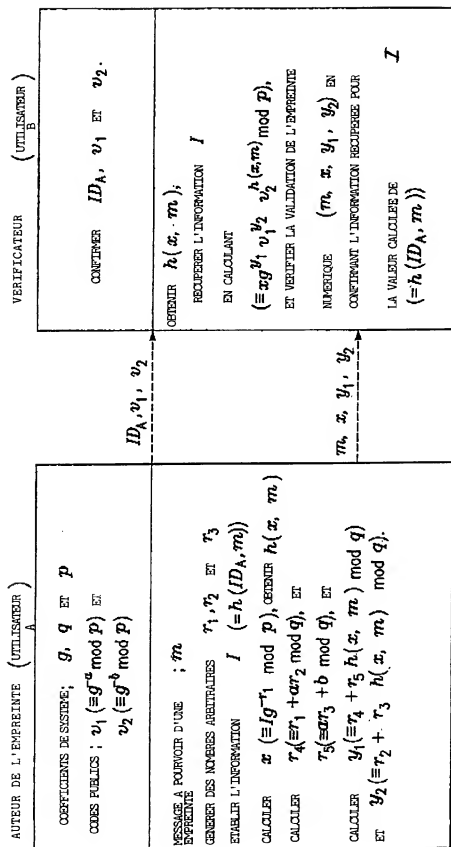 AUTEUR DE L'EMPREINTE (UTILISATEUR A)
COEFFICIENTS DE SYSTEME; g, q ET p
CODES PUBLICS : v₁ (≡g⁻ᵃ mod p) ET
v₂ (≡g⁻ᵇ mod p)
MESSAGE A POURVOIR D'UNE EMPREINTE ; m
GENERER DES NOMBRES ARBITRAIRES r₁, r₂ ET r₃
ETABLIR L'INFORMATION I (=h(ID_A, m))
CALCULER x (≡Ig^-r₁ mod p), OBTENIR h(x, m)
CALCULER r₄(≡r₁ +ar₂ mod q), ET
r₅(≡ar₃ + b mod q), ET
CALCULER y₁(≡r₄ + r₅ h(x, m) mod q)
ET y₂(≡r₂ + r₃ h(x, m) mod q).
ID_A, v₁, v₂
m, x, y₁, y₂
VERIFICATEUR (UTILISATEUR B)
CONFIRMER ID_A, v₁ ET v₂.
OBTENIR h(x, m);
RECUPERER L'INFORMATION I
EN CALCULANT
(≡xg^y₁ v₁^y₂ v₂^h(x,m) mod p),
ET VERIFIER LA VALIDATION DE L'EMPREINTE
NUMERIQUE (m, x, y₁, y₂) EN
CONFIRMANT L'INFORMATION RECUPEREE POUR I
LA VALEUR CALCULEE DE
(=h(ID_A, m))